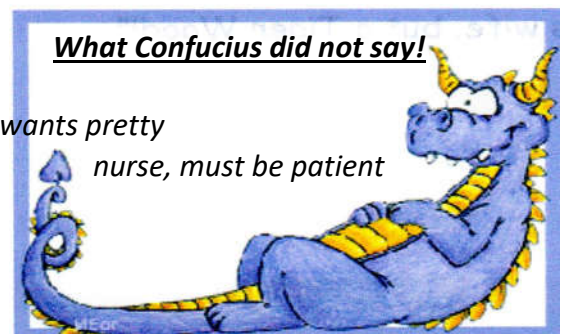 What Confucius did not say!
wants pretty
nurse, must be patient